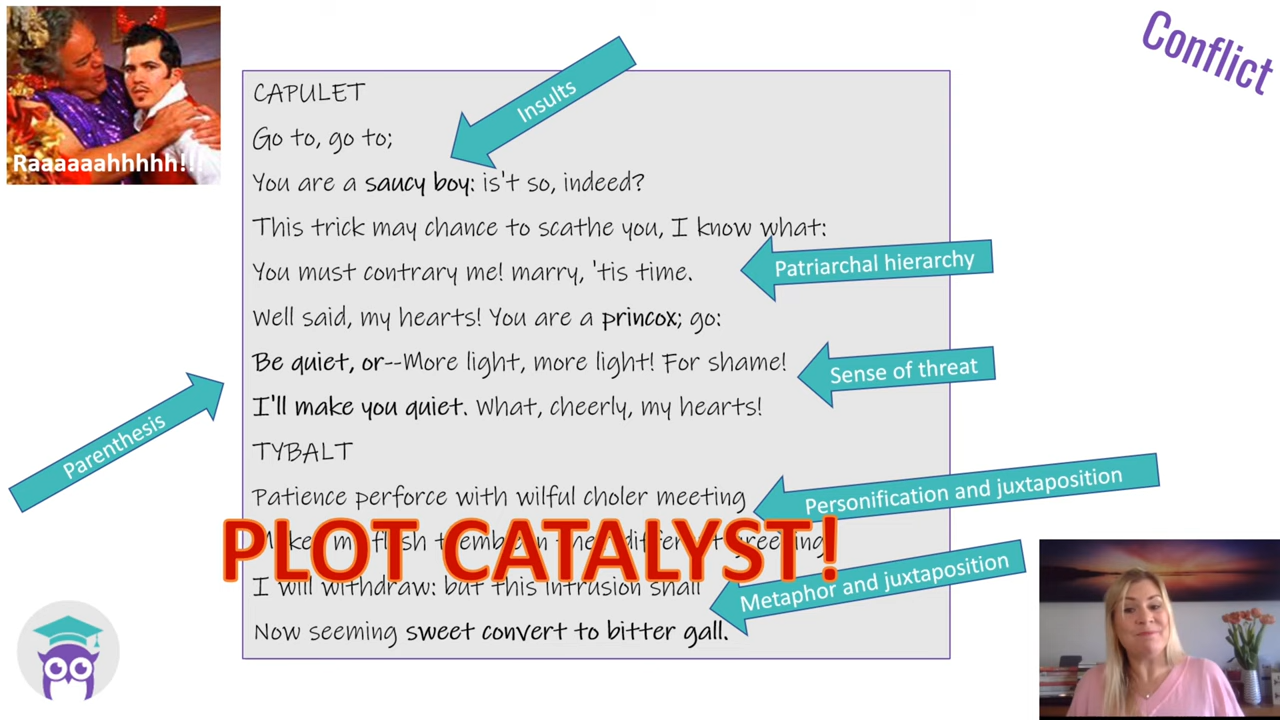 Conflict
Raaaaaahhhhh!!!
Insults
CAPULET
Go to, go to;
You are a saucy boy: is't so, indeed?
This trick may chance to scathe you, I know what:
Patriarchal hierarchy
You must contrary me! marry, 'tis time.
Well said, my hearts! You are a princox; go:
Be quiet, or--More light, more light! For shame!
Sense of threat
I'll make you quiet. What, cheerly, my hearts!
Parenthesis
TYBALT
Patience perforce with wilful choler meeting
Personification and juxtaposition
PLOT CATALYST!
greeting
I will withdraw: but this intrusion shall
Metaphor and juxtaposition
Now seeming sweet convert to bitter gall.